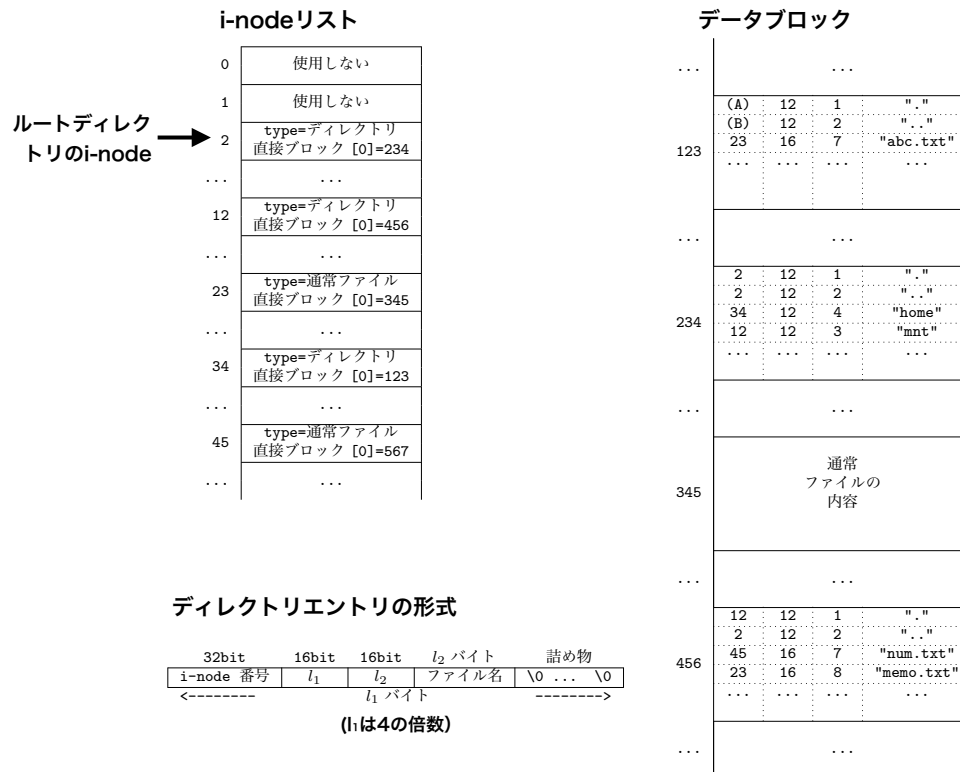 i-nodeリスト
0 使用しない
1 使用しない
ルートディレク
トリのi-node
2 type=ディレクトリ
直接ブロック [0]=234
... ...
12 type=ディレクトリ
直接ブロック [0]=456
... ...
23 type=通常ファイル
直接ブロック [0]=345
... ...
34 type=ディレクトリ
直接ブロック [0]=123
... ...
45 type=通常ファイル
直接ブロック [0]=567
... ...
ディレクトリエントリの形式
32bit 16bit 16bit l₂ バイト 詰め物
i-node 番号 l₁ l₂ ファイル名 \0 ... \0
<-------- l₁ バイト -------->
(l₁は4の倍数)
データブロック
... ...
123
(A) 12 1 "."
(B) 12 2 ".."
23 16 7 "abc.txt"
... ... ... ...
... ...
234
2 12 1 "."
2 12 2 ".."
34 12 4 "home"
12 12 3 "mnt"
... ... ... ...
... ...
345
通常
ファイルの
内容
... ...
456
12 12 1 "."
2 12 2 ".."
45 16 7 "num.txt"
23 16 8 "memo.txt"
... ... ... ...
... ...